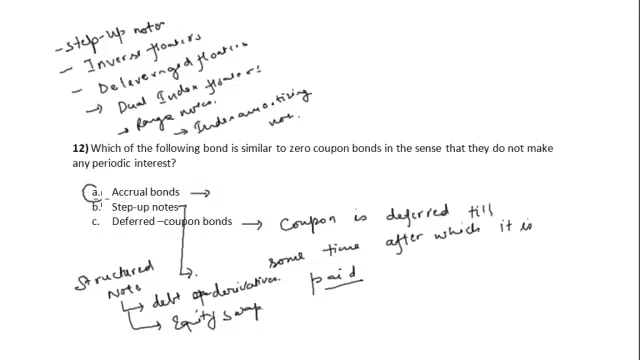 -step-up notes
- Inverse floaters
- Deleveraged floaters
→ Dual Index floaters
→ Range notes. → Index amortizing
not.
12) Which of the following bond is similar to zero coupon bonds in the sense that they do not make
any periodic interest?
a. Accrual bonds →
b. Step-up notes
c. Deferred –coupon bonds → Coupon is deferred till
some time after which it is
paid
Structured
Note
→ debt + derivatives.
→ Equity swap